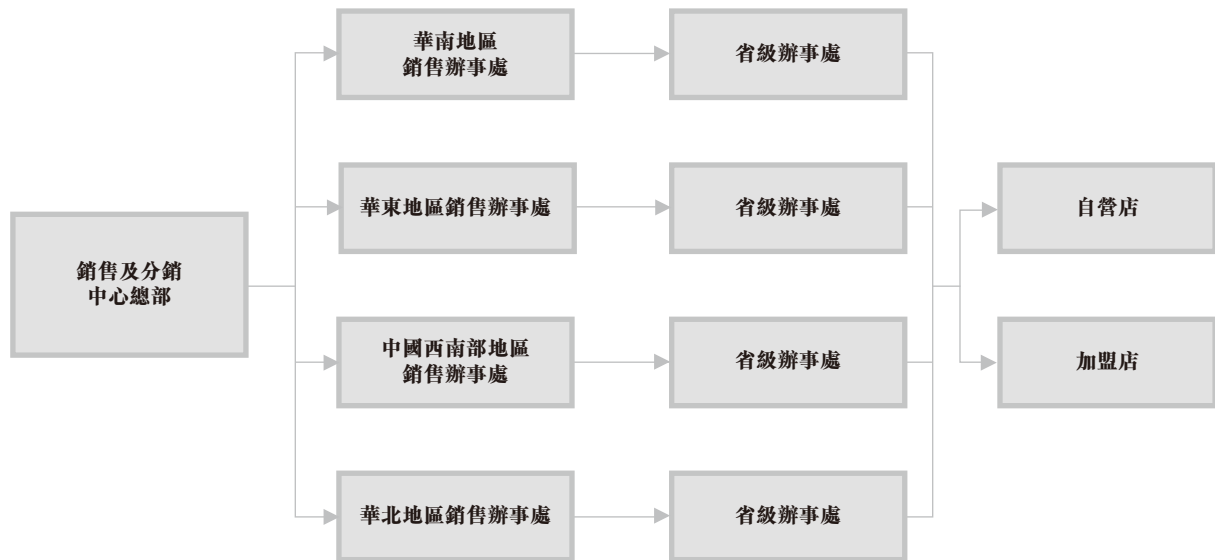 華南地區
銷售辦事處
省級辦事處
華東地區銷售辦事處
省級辦事處
自營店
銷售及分銷
中心總部
中國西南部地區
銷售辦事處
省級辦事處
加盟店
華北地區銷售辦事處
省級辦事處